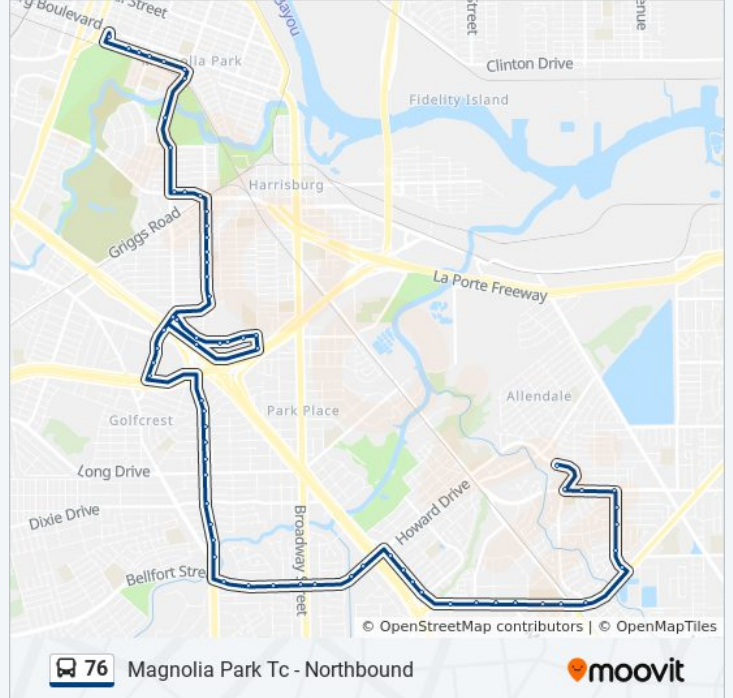 g Boulevard
Street
Bayou
Street
enue
nolia Park
Clinton Drive
Fidelity Island
Harrisburg
Griggs Road
La Porte Freeway
Allendale
Park Place
Golfcrest
Long Drive
Howard Drive
Dixie Drive
Broadway Street
Bellfort Stre
© OpenStreetMap contributors | © OpenMapTiles
76 Magnolia Park Tc - Northbound
moovit